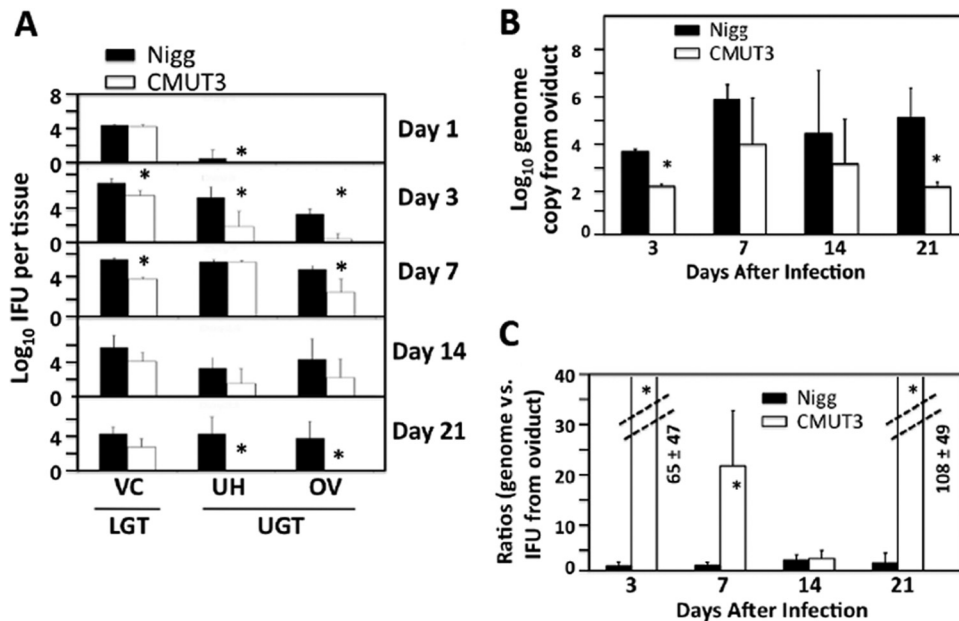 A
Nigg
CMUT3
Log10 IFU per tissue
8
4
0
Day 1
*
4
0
Day 3
* * *
4
0
Day 7
* *
4
0
Day 14
4
0
Day 21
* *
VC UH OV
LGT UGT
B
Nigg
CMUT3
Log10 genome
copy from oviduct
8
6
4
2
0
* *
3 7 14 21
Days After Infection
C
Nigg
CMUT3
Ratios (genome vs.
IFU from oviduct)
40
30
20
10
0
* * *
65 ± 47
108 ± 49
3 7 14 21
Days After Infection